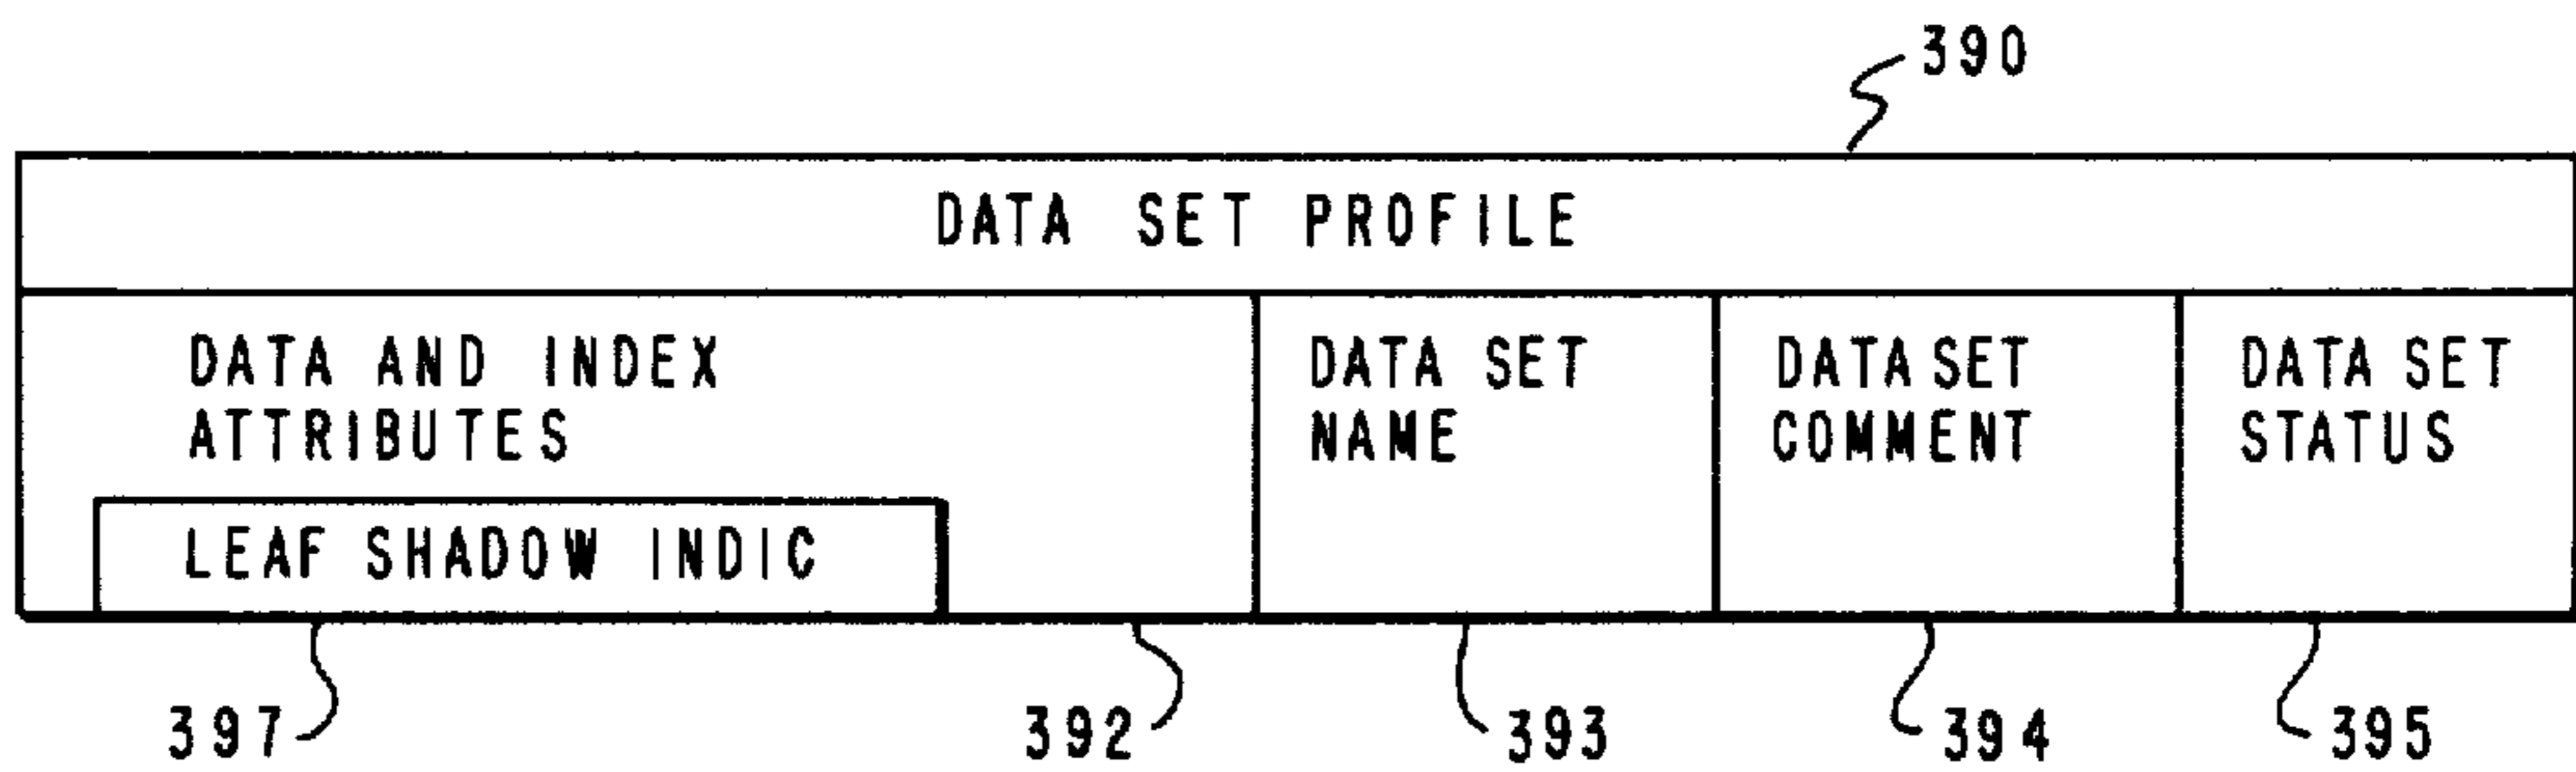 390
DATA SET PROFILE
DATA AND INDEX
ATTRIBUTES
LEAF SHADOW INDIC
DATA SET
NAME
DATA SET
COMMENT
DATA SET
STATUS
397
392
393
394
395